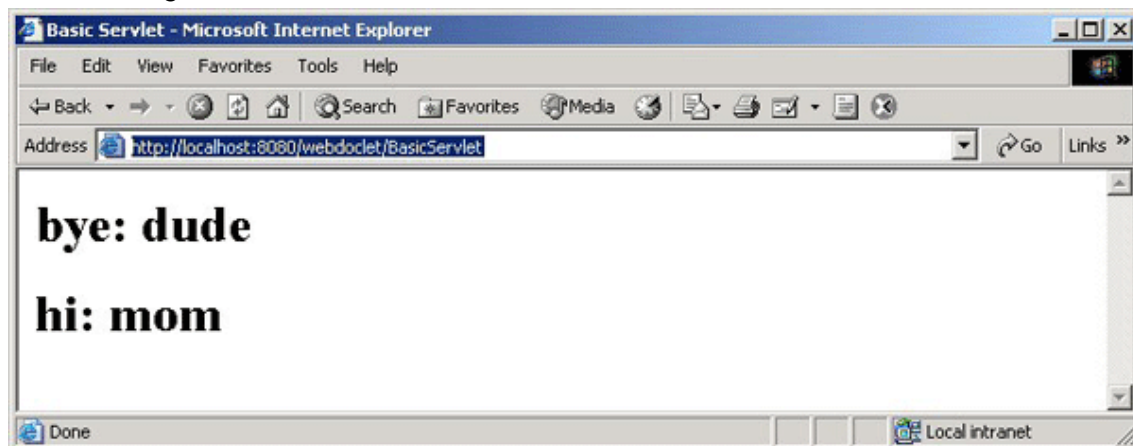 Basic Servlet - Microsoft Internet Explorer
File Edit View Favorites Tools Help
Back Search Favorites Media
Address http://localhost:8080/webdoclet/BasicServlet Go Links »
bye: dude
hi: mom
Done Local intranet